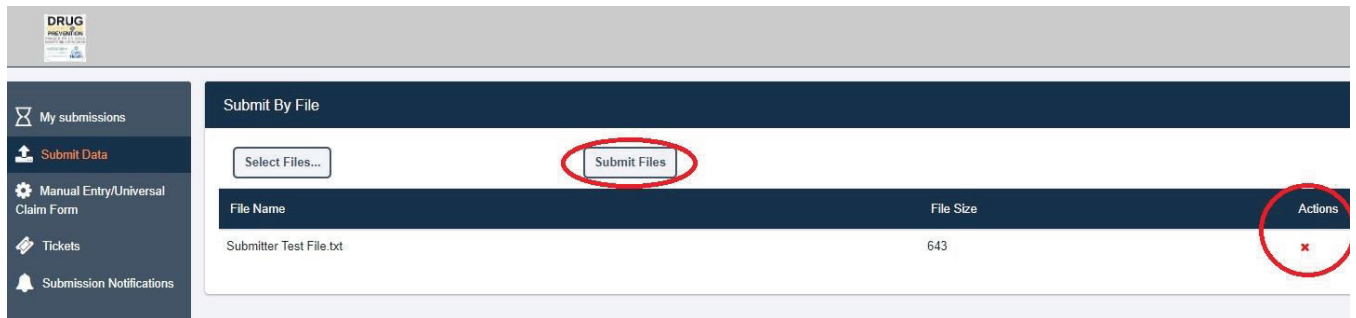 DRUG
PREVENTION
My submissions
Submit Data
Manual Entry/Universal
Claim Form
Tickets
Submission Notifications
Submit By File
Select Files...
Submit Files
File Name
File Size
Actions
Submitter Test File.txt
643